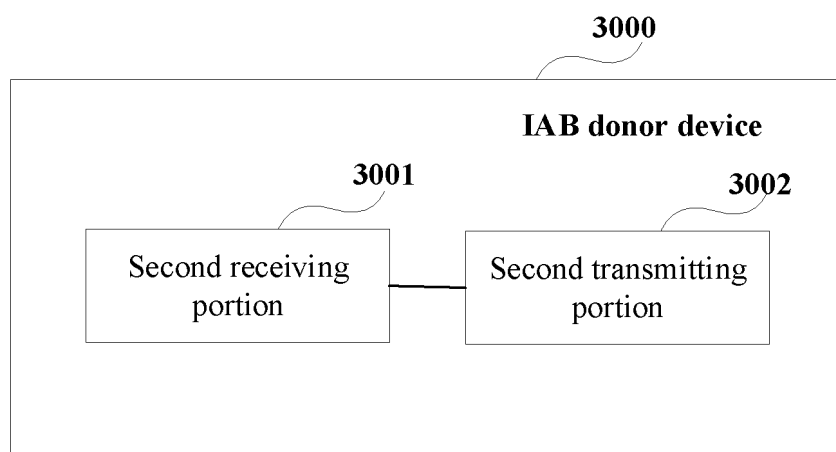 3000
IAB donor device
3001
3002
Second receiving
portion
Second transmitting
portion